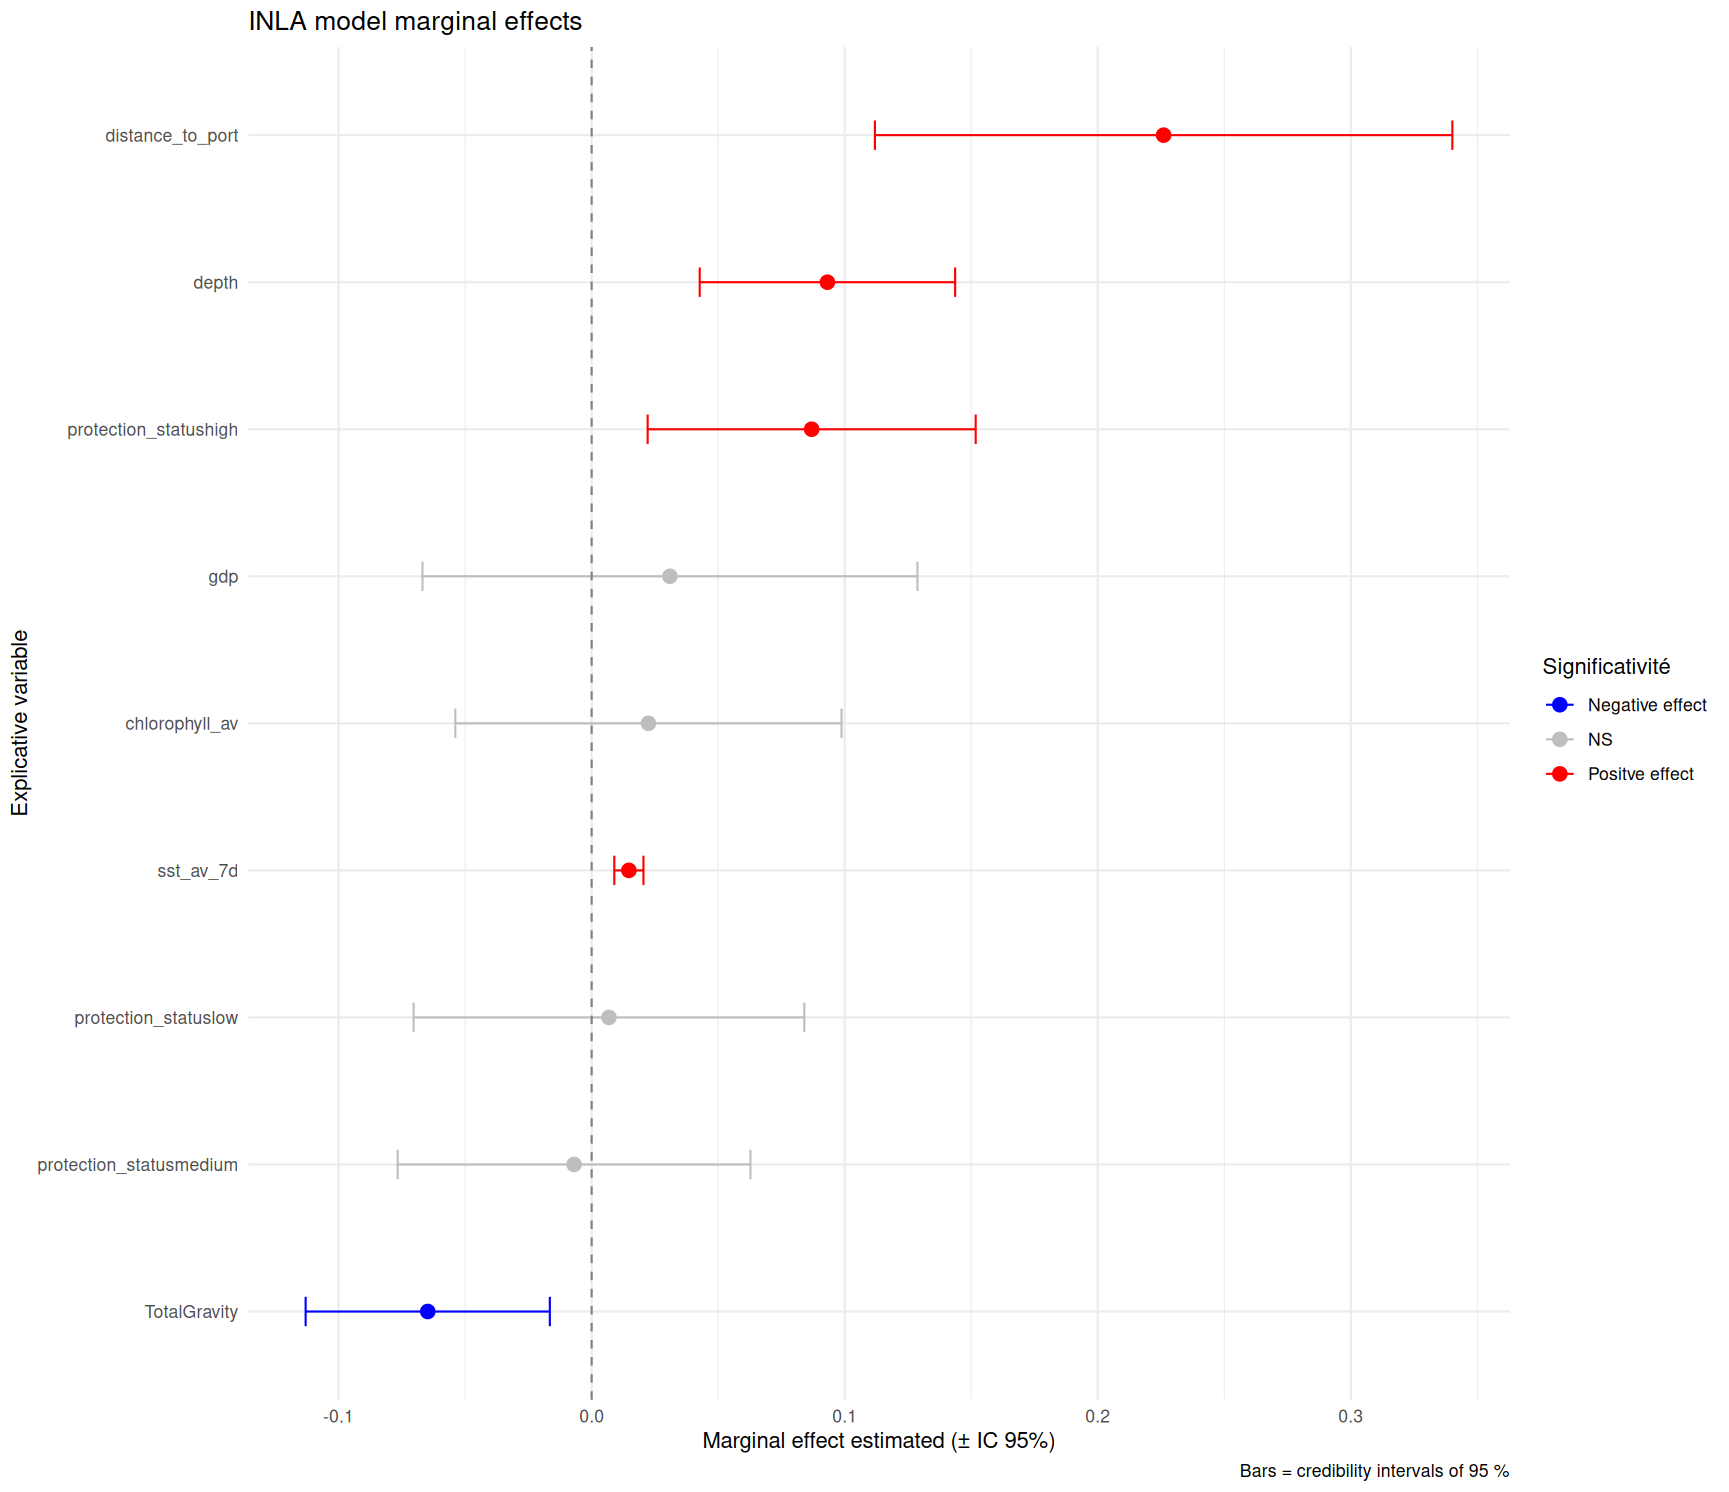 INLA model marginal effects
distance_to_port
depth
protection_statushigh
gdp
chlorophyll_av
sst_av_7d
protection_statuslow
protection_statusmedium
TotalGravity
Explicative variable
-0.1
0.0
0.1
0.2
0.3
Marginal effect estimated (± IC 95%)
Bars = credibility intervals of 95 %
Significativité
Negative effect
NS
Positve effect